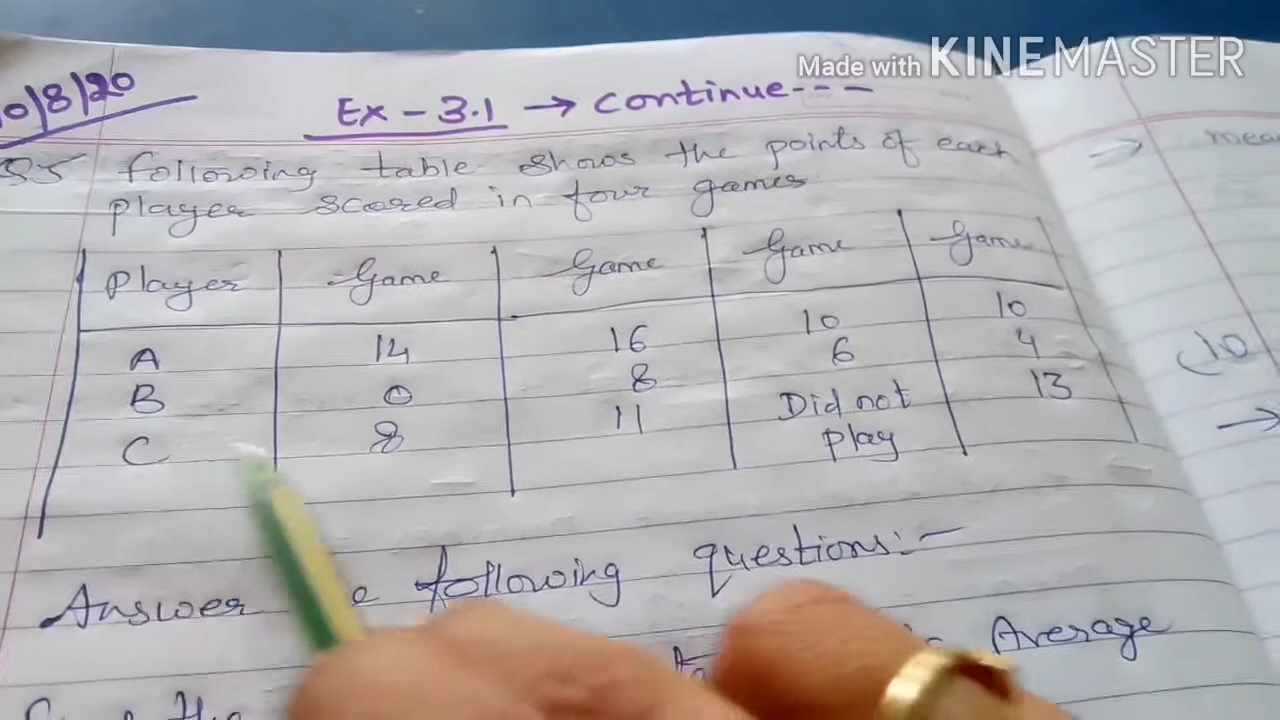 Made with KINEMASTER
0/8/20
Ex - 3.1 → Continue - - -
Following table shows the points of each
player scored in four games
Player Game Game Game Game
A 14 16 10 10
B 0 8 6 4
C 8 11 Did not play 13
Answer following questions:-
Average
the
10